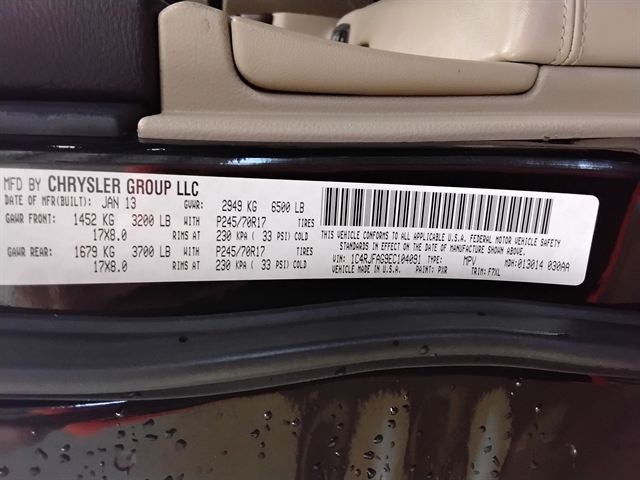 MFD BY CHRYSLER GROUP LLC
DATE OF MFR(BUILT): JAN 13 GVWR: 2949 KG 6500 LB
GAWR FRONT: 1452 KG 3200 LB WITH P245/70R17 TIRES
17X8.0 RIMS AT 230 KPA ( 33 PSI) COLD
GAWR REAR: 1679 KG 3700 LB WITH P245/70R17 TIRES
17X8.0 RIMS AT 230 KPA ( 33 PSI) COLD
THIS VEHICLE CONFORMS TO ALL APPLICABLE U.S.A. FEDERAL MOTOR VEHICLE SAFETY
STANDARDS IN EFFECT ON THE DATE OF MANUFACTURE SHOWN ABOVE.
VIN: 1C4RJFAG9EC104091 TYPE: MPV MDH: 013014 030AA
MADE IN U.S.A. PAINT: PXR TRIM: F7XL